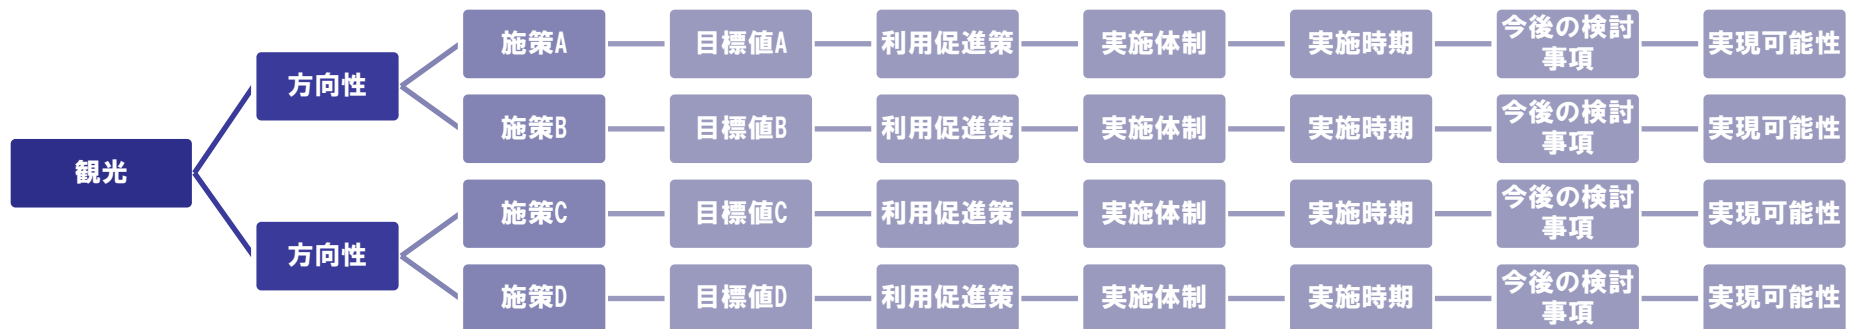 観光
方向性
施策A
目標値A
利用促進策
実施体制
実施時期
今後の検討
事項
実現可能性
施策B
目標値B
利用促進策
実施体制
実施時期
今後の検討
事項
実現可能性
方向性
施策C
目標値C
利用促進策
実施体制
実施時期
今後の検討
事項
実現可能性
施策D
目標値D
利用促進策
実施体制
実施時期
今後の検討
事項
実現可能性